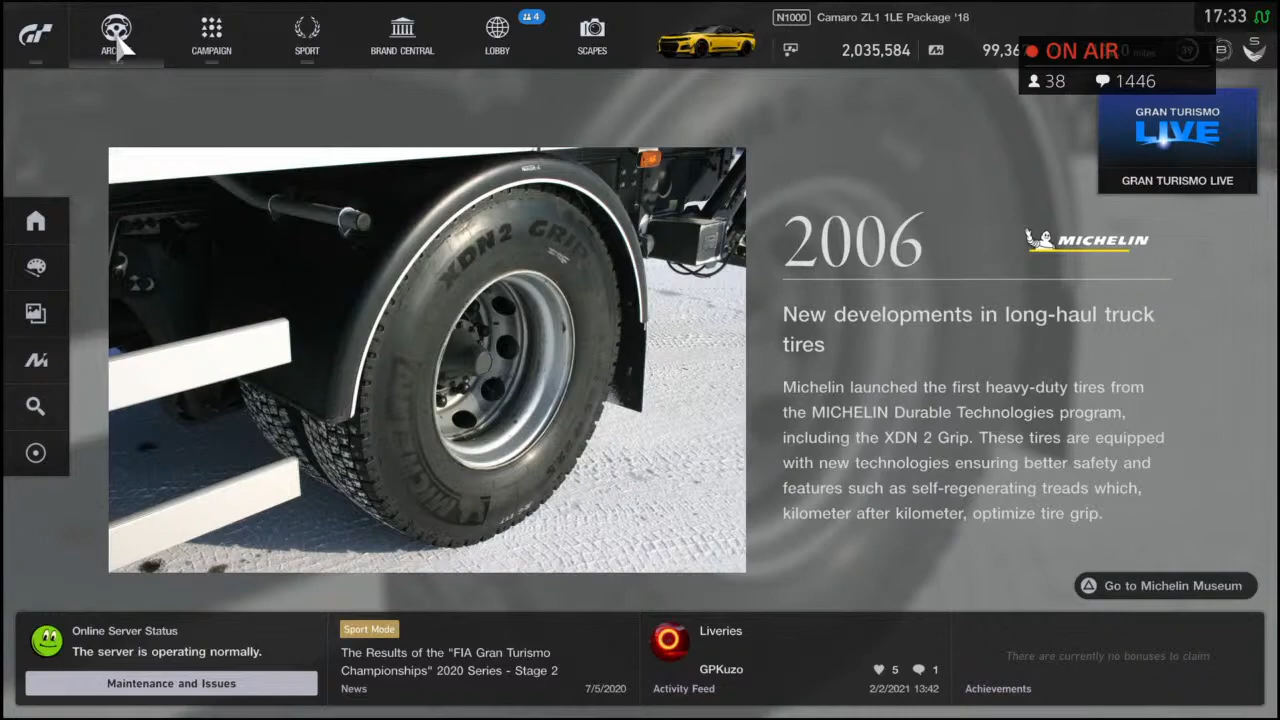 CAMPAIGN
SPORT
BRAND CENTRAL
LOBBY
4
SCAPES
N1000 Camaro ZL1 1LE Package '18
2,035,584
17:33
ON AIR
38 1446
GRAN TURISMO
LIVE
GRAN TURISMO LIVE
XDN2 GRIP
MICHELIN
2006
MICHELIN
New developments in long-haul truck
tires
Michelin launched the first heavy-duty tires from
the MICHELIN Durable Technologies program,
including the XDN 2 Grip. These tires are equipped
with new technologies ensuring better safety and
features such as self-regenerating treads which,
kilometer after kilometer, optimize tire grip.
Go to Michelin Museum
Online Server Status
The server is operating normally.
Maintenance and Issues
Sport Mode
The Results of the "FIA Gran Turismo
Championships" 2020 Series - Stage 2
News 7/5/2020
Liveries
GPKuzo 5 1
Activity Feed 2/2/2021 13:42
There are currently no bonuses to claim
Achievements